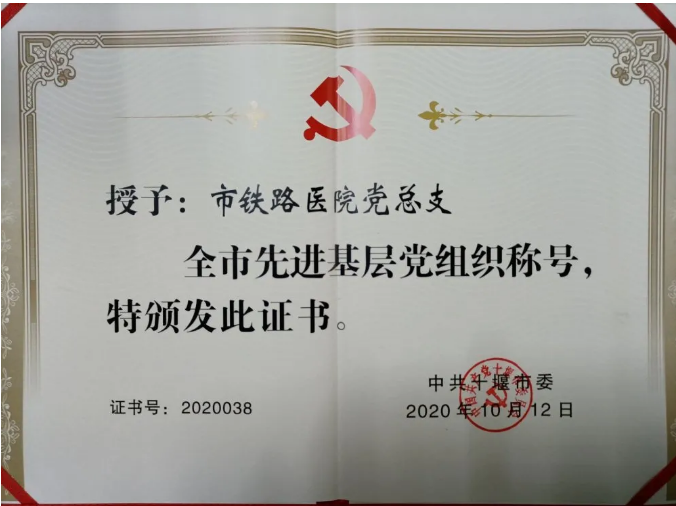 授予：市铁路医院党总支
全市先进基层党组织称号，
特颁发此证书。
中共十堰市委
证书号：2020038
2020年10月12日